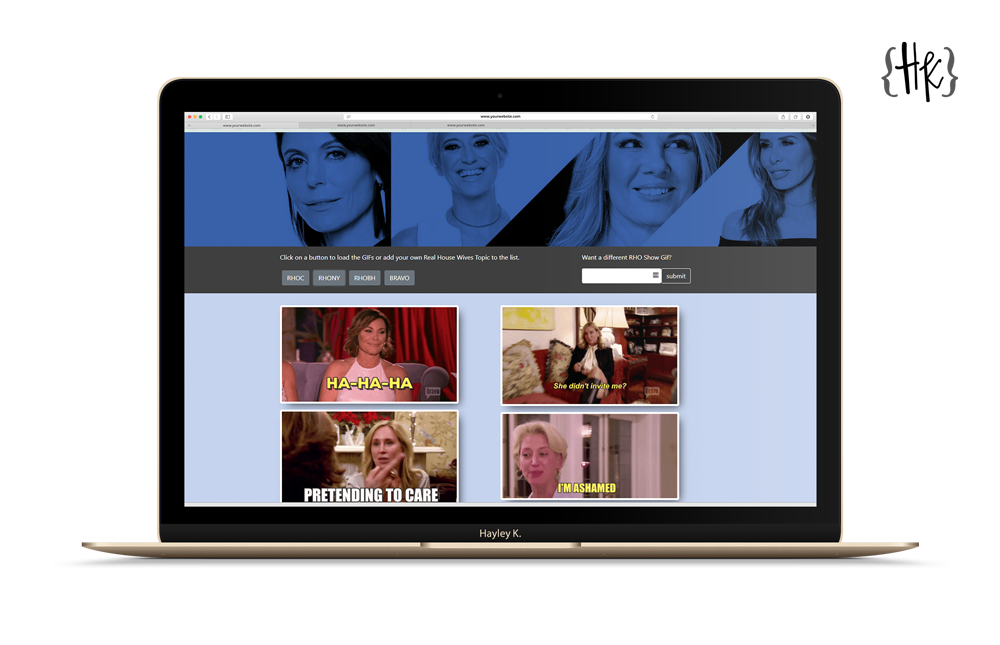 {HK}
www.yourwebsite.com
www.yourwebsite.com
www.yourwebsite.com
www.yourwebsite.com
Click on a button to load the GIFs or add your own Real House Wives Topic to the list.
Want a different RHO Show Gif?
RHOC
RHONY
RHOBH
BRAVO
submit
HA-HA-HA
She didn't invite me?
PRETENDING TO CARE
I'M ASHAMED
Hayley K.